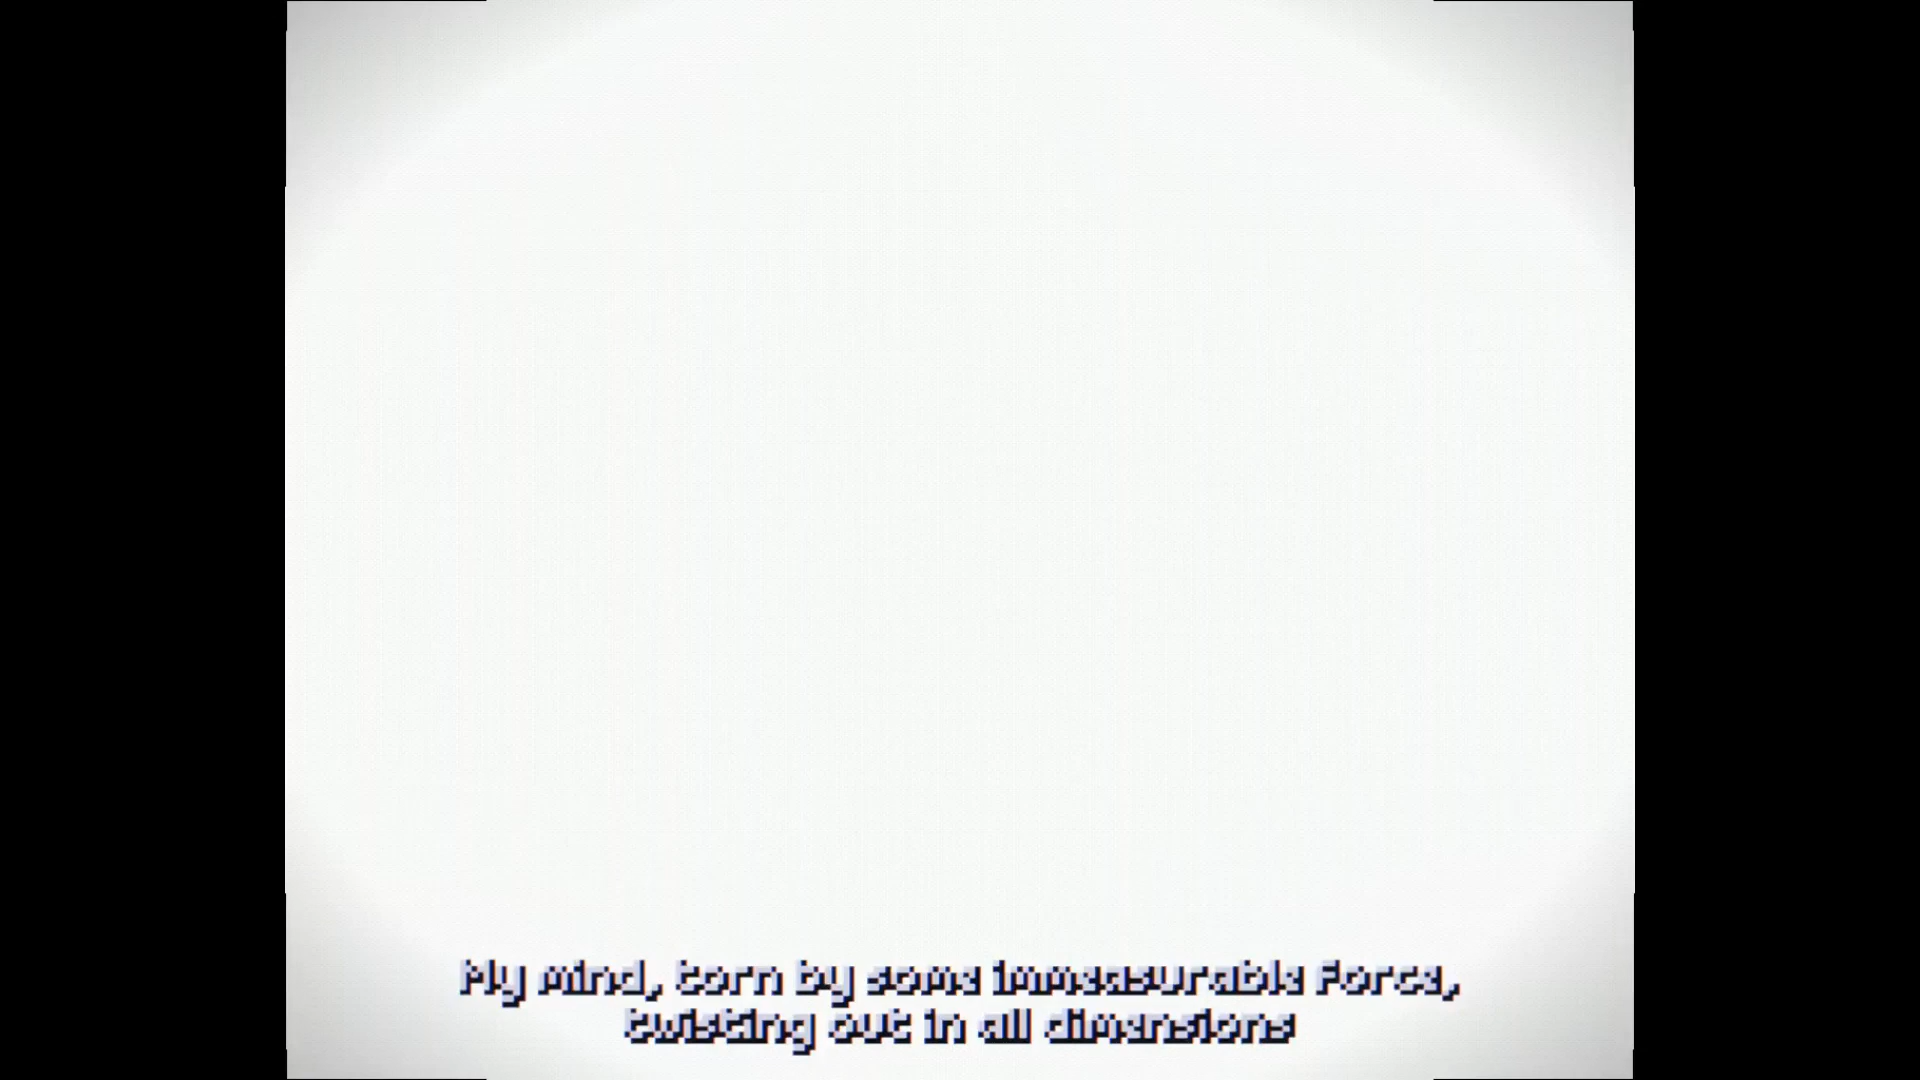 My mind, torn by some immeasurable force,
twisting out in all dimensions